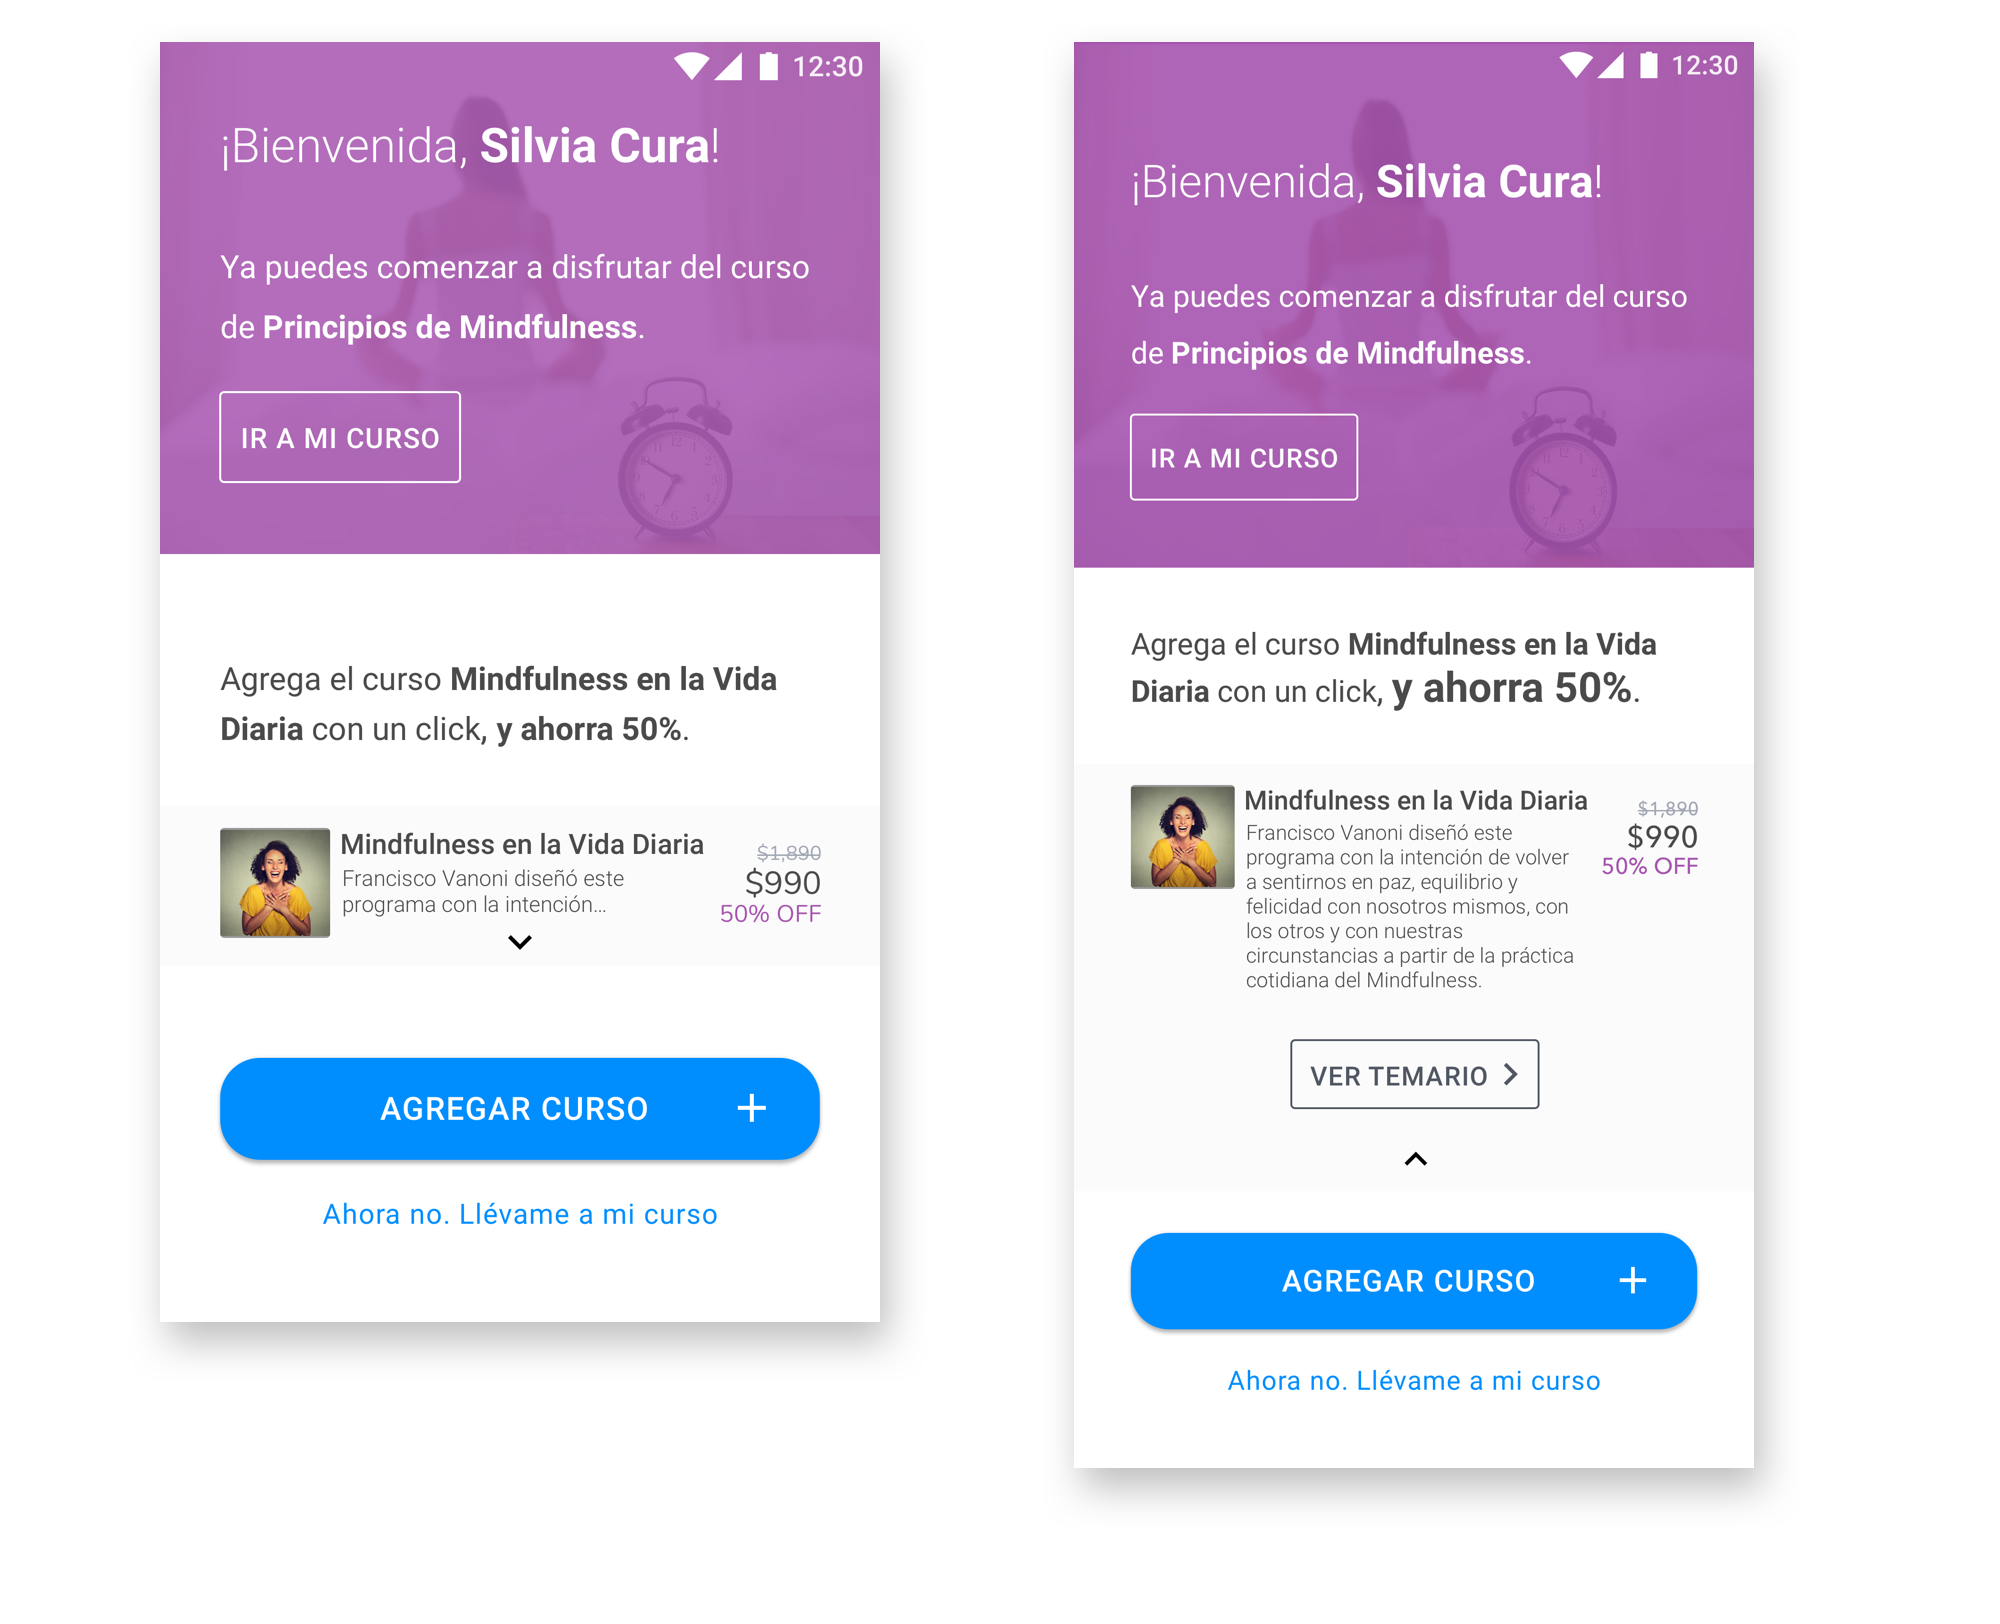 12:30
¡Bienvenida, Silvia Cura!
Ya puedes comenzar a disfrutar del curso
de Principios de Mindfulness.
IR A MI CURSO
Agrega el curso Mindfulness en la Vida
Diaria con un click, y ahorra 50%.
Mindfulness en la Vida Diaria
Francisco Vanoni diseñó este
programa con la intención...
$1,890
$990
50% OFF
AGREGAR CURSO +
Ahora no. Llévame a mi curso
12:30
¡Bienvenida, Silvia Cura!
Ya puedes comenzar a disfrutar del curso
de Principios de Mindfulness.
IR A MI CURSO
Agrega el curso Mindfulness en la Vida
Diaria con un click, y ahorra 50%.
Mindfulness en la Vida Diaria
Francisco Vanoni diseñó este
programa con la intención de volver
a sentirnos en paz, equilibrio y
felicidad con nosotros mismos, con
los otros y con nuestras
circunstancias a partir de la práctica
cotidiana del Mindfulness.
$1,890
$990
50% OFF
VER TEMARIO >
AGREGAR CURSO +
Ahora no. Llévame a mi curso